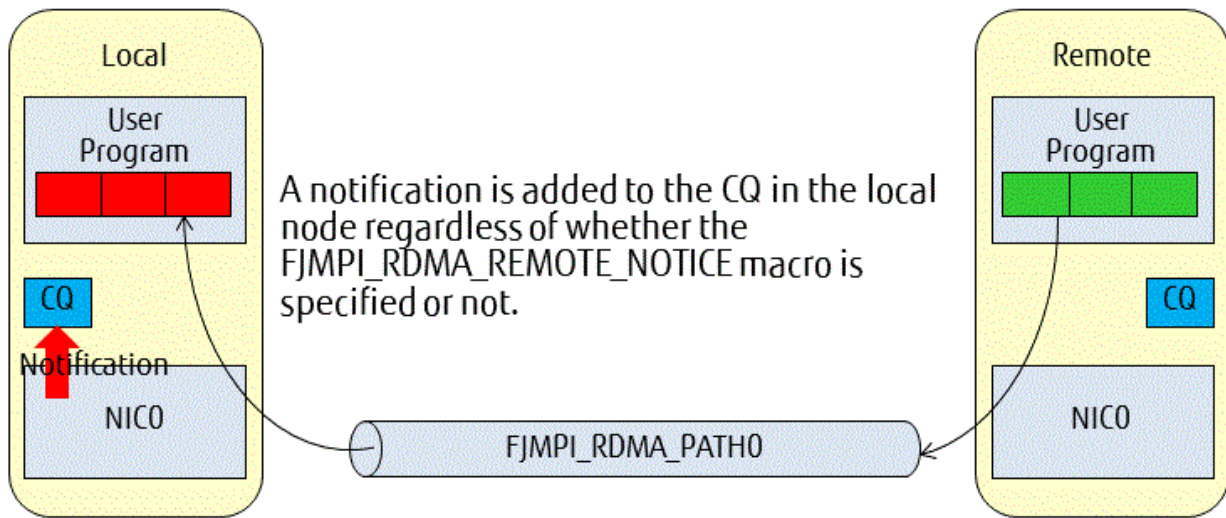 Local
User
Program
CQ
Notification
NIC0
A notification is added to the CQ in the local
node regardless of whether the
FJMPI_RDMA_REMOTE_NOTICE macro is
specified or not.
FJMPI_RDMA_PATH0
Remote
User
Program
CQ
NIC0